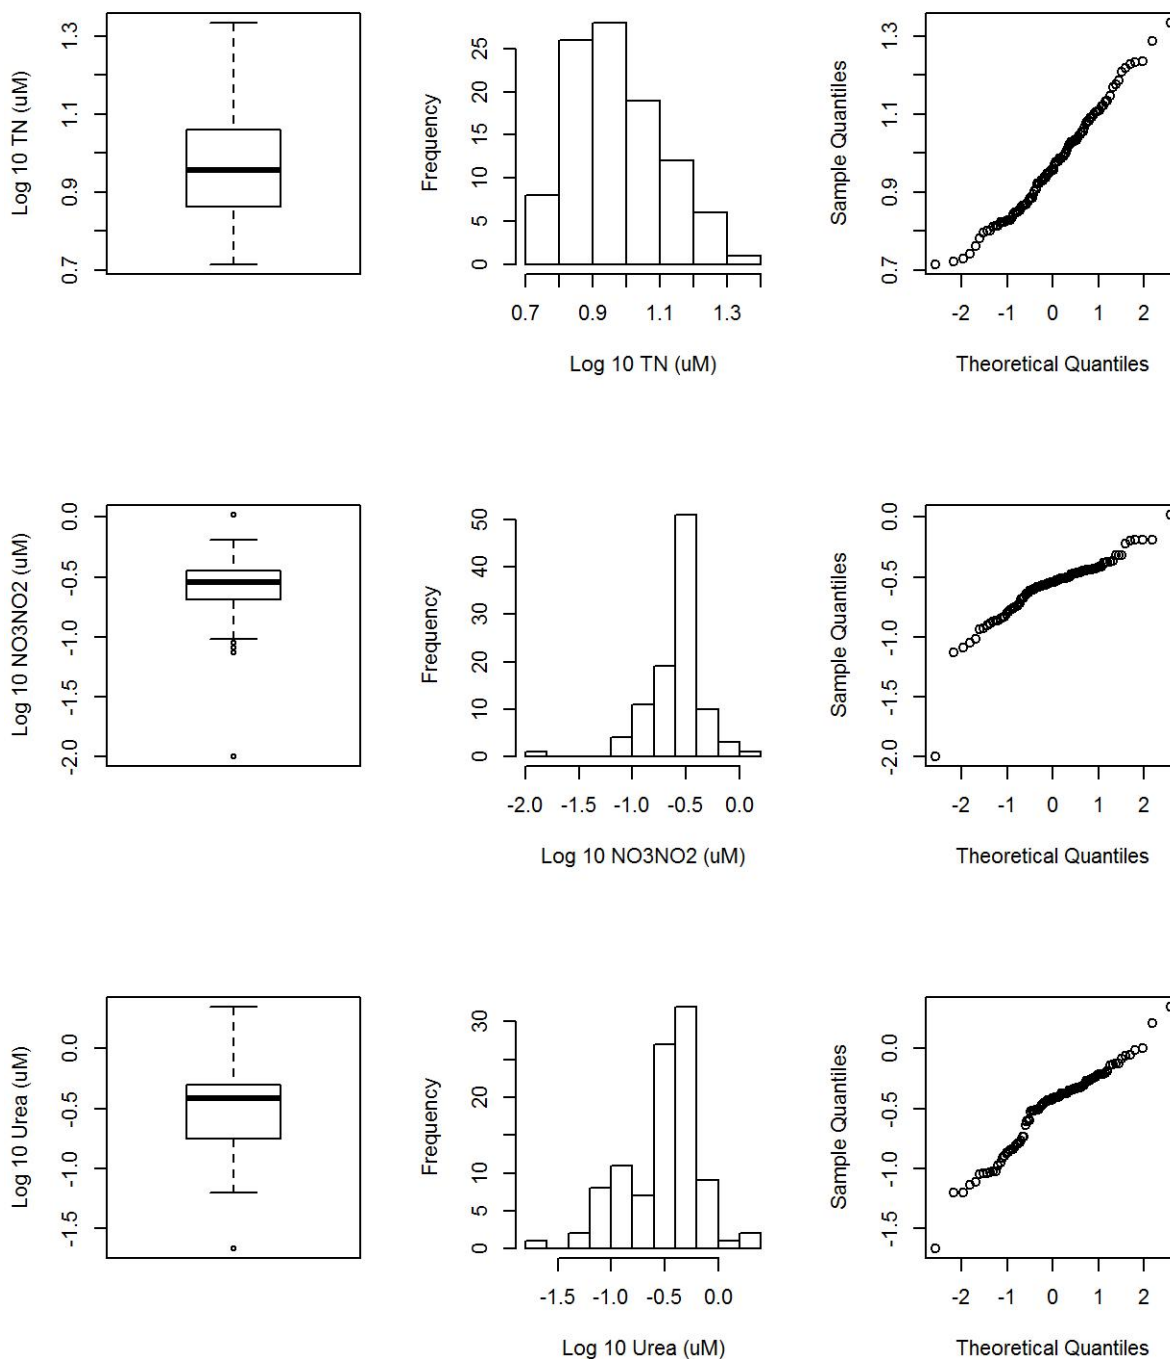 Log 10 TN (uM)
0.7 0.9 1.1 1.3
Frequency
0 5 10 15 20 25
0.7 0.9 1.1 1.3
Log 10 TN (uM)
Sample Quantiles
0.7 0.9 1.1 1.3
-2 -1 0 1 2
Theoretical Quantiles
Log 10 NO3NO2 (uM)
-2.0 -1.5 -1.0 -0.5 0.0
Frequency
0 10 20 30 40 50
-2.0 -1.5 -1.0 -0.5 0.0
Log 10 NO3NO2 (uM)
Sample Quantiles
-2.0 -1.5 -1.0 -0.5 0.0
-2 -1 0 1 2
Theoretical Quantiles
Log 10 Urea (uM)
-1.5 -1.0 -0.5 0.0
Frequency
0 5 10 20 30
-1.5 -1.0 -0.5 0.0
Log 10 Urea (uM)
Sample Quantiles
-1.5 -1.0 -0.5 0.0
-2 -1 0 1 2
Theoretical Quantiles